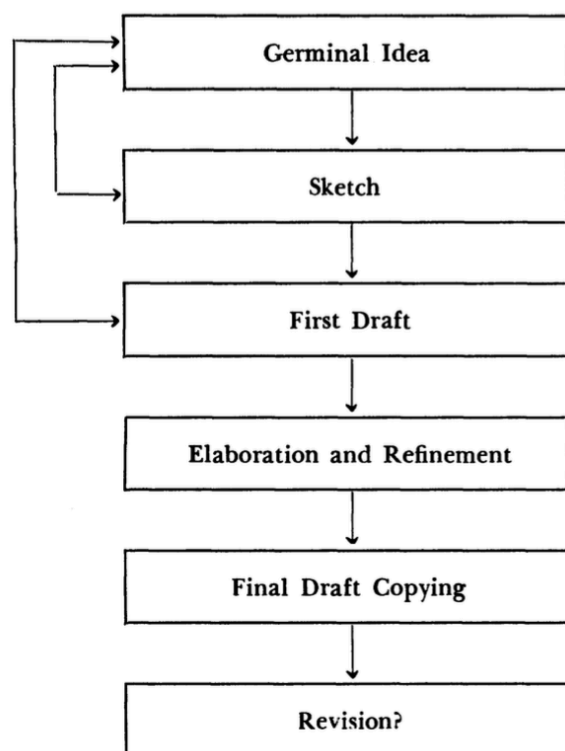 Germinal Idea
Sketch
First Draft
Elaboration and Refinement
Final Draft Copying
Revision?